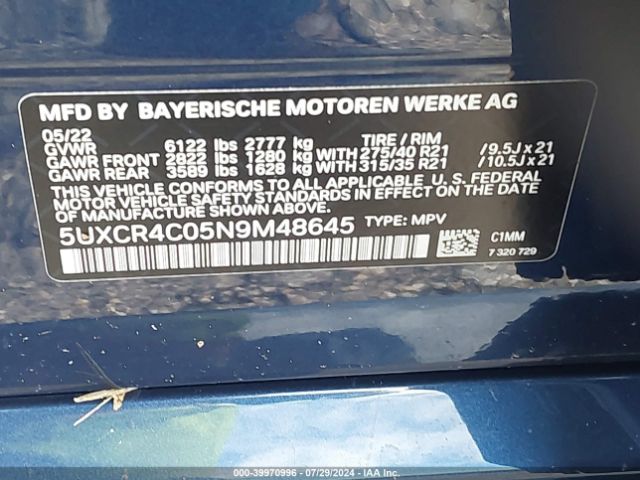 MFD BY BAYERISCHE MOTOREN WERKE AG
05/22
GVWR 6122 lbs 2777 kg TIRE / RIM
GAWR FRONT 2822 lbs 1280 kg WITH 275/40 R21 / 9.5J x 21
GAWR REAR 3589 lbs 1628 kg WITH 315/35 R21 / 10.5J x 21
THIS VEHICLE CONFORMS TO ALL APPLICABLE U. S. FEDERAL
MOTOR VEHICLE SAFETY STANDARDS IN EFFECT ON THE DATE
OF MANUFACTURE SHOWN ABOVE.
5UXCR4C05N9M48645 TYPE: MPV
C1MM
7 320 729
000-39970996 / 07/29/2024 / IAA Inc.